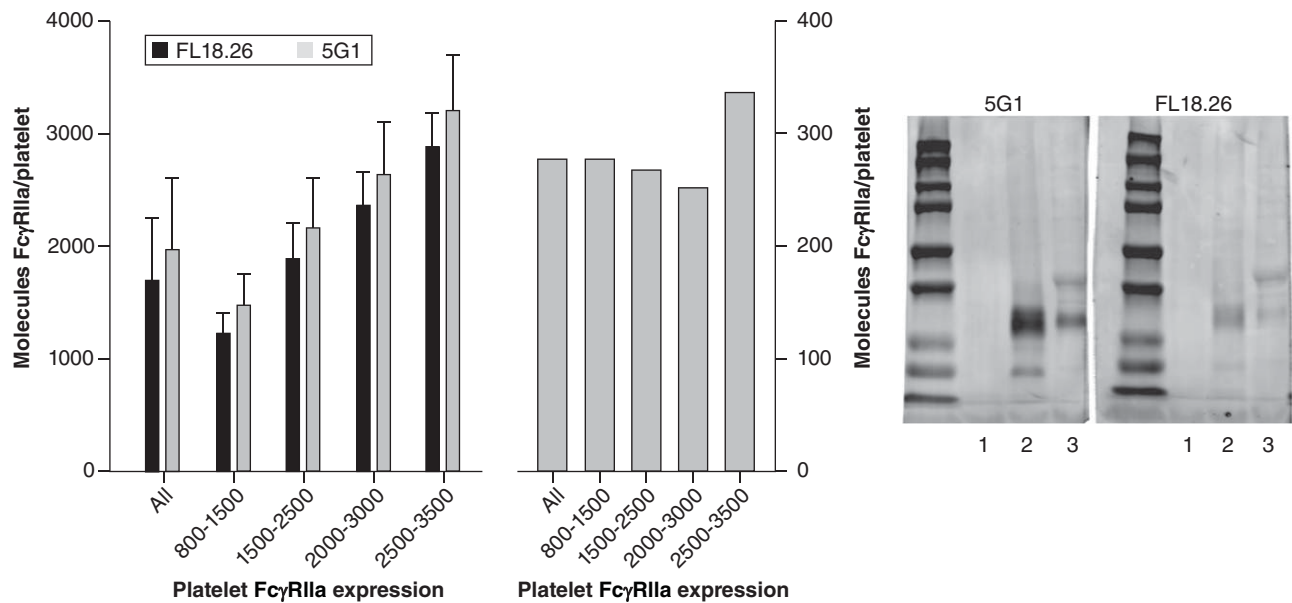 Molecules FcγRIIa/platelet
4000
3000
2000
1000
0
FL18.26 5G1
All
800-1500
1500-2500
2000-3000
2500-3500
Platelet FcγRIIa expression
400
300
200
100
0
Molecules FcγRIIa/platelet
All
800-1500
1500-2500
2000-3000
2500-3500
Platelet FcγRIIa expression
5G1
FL18.26
1 2 3
1 2 3